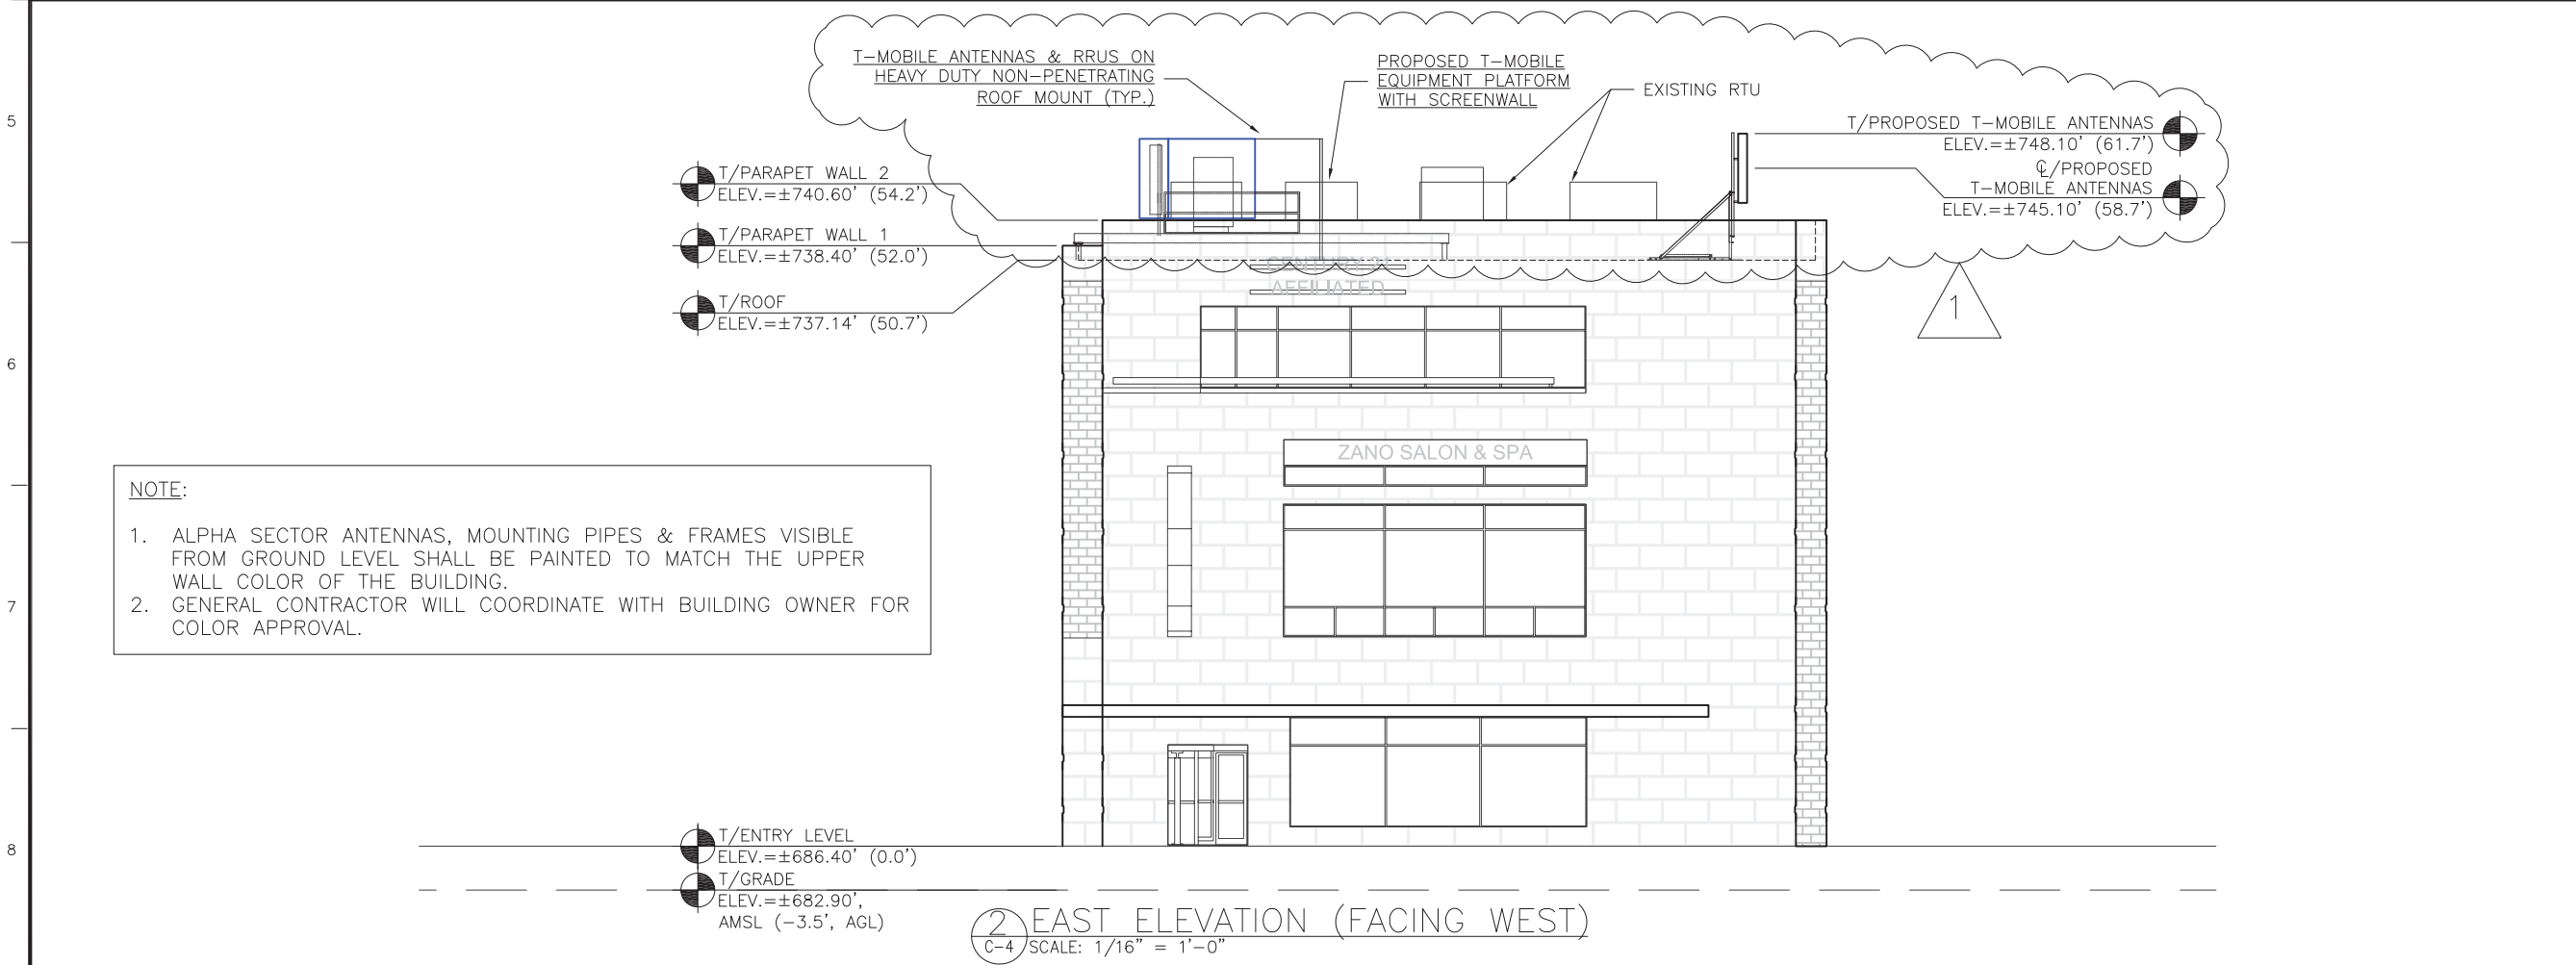 T-MOBILE ANTENNAS & RRUS ON
HEAVY DUTY NON-PENETRATING
ROOF MOUNT (TYP.)
PROPOSED T-MOBILE
EQUIPMENT PLATFORM
WITH SCREENWALL
EXISTING RTU
T/PROPOSED T-MOBILE ANTENNAS
ELEV.=±748.10' (61.7')
℄/PROPOSED
T-MOBILE ANTENNAS
ELEV.=±745.10' (58.7')
1
5
T/PARAPET WALL 2
ELEV.=±740.60' (54.2')
T/PARAPET WALL 1
ELEV.=±738.40' (52.0')
T/ROOF
ELEV.=±737.14' (50.7')
CENTURY 21
AFFILIATED
6
ZANO SALON & SPA
NOTE:
1. ALPHA SECTOR ANTENNAS, MOUNTING PIPES & FRAMES VISIBLE
FROM GROUND LEVEL SHALL BE PAINTED TO MATCH THE UPPER
WALL COLOR OF THE BUILDING.
2. GENERAL CONTRACTOR WILL COORDINATE WITH BUILDING OWNER FOR
COLOR APPROVAL.
7
8
T/ENTRY LEVEL
ELEV.=±686.40' (0.0')
T/GRADE
ELEV.=±682.90',
AMSL (-3.5', AGL)
2 EAST ELEVATION (FACING WEST)
C-4 SCALE: 1/16" = 1'-0"